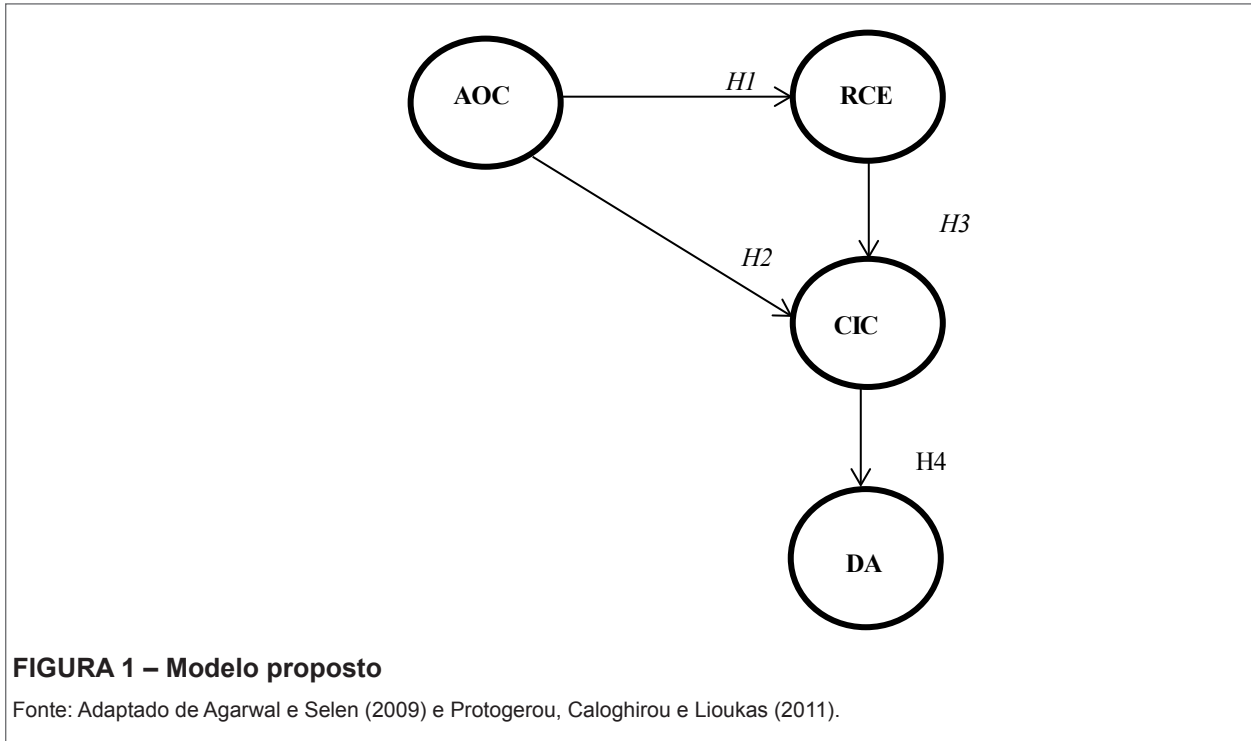 AOC
H1
RCE
H3
H2
CIC
H4
DA
FIGURA 1 – Modelo proposto
Fonte: Adaptado de Agarwal e Selen (2009) e Protogerou, Caloghirou e Lioukas (2011).